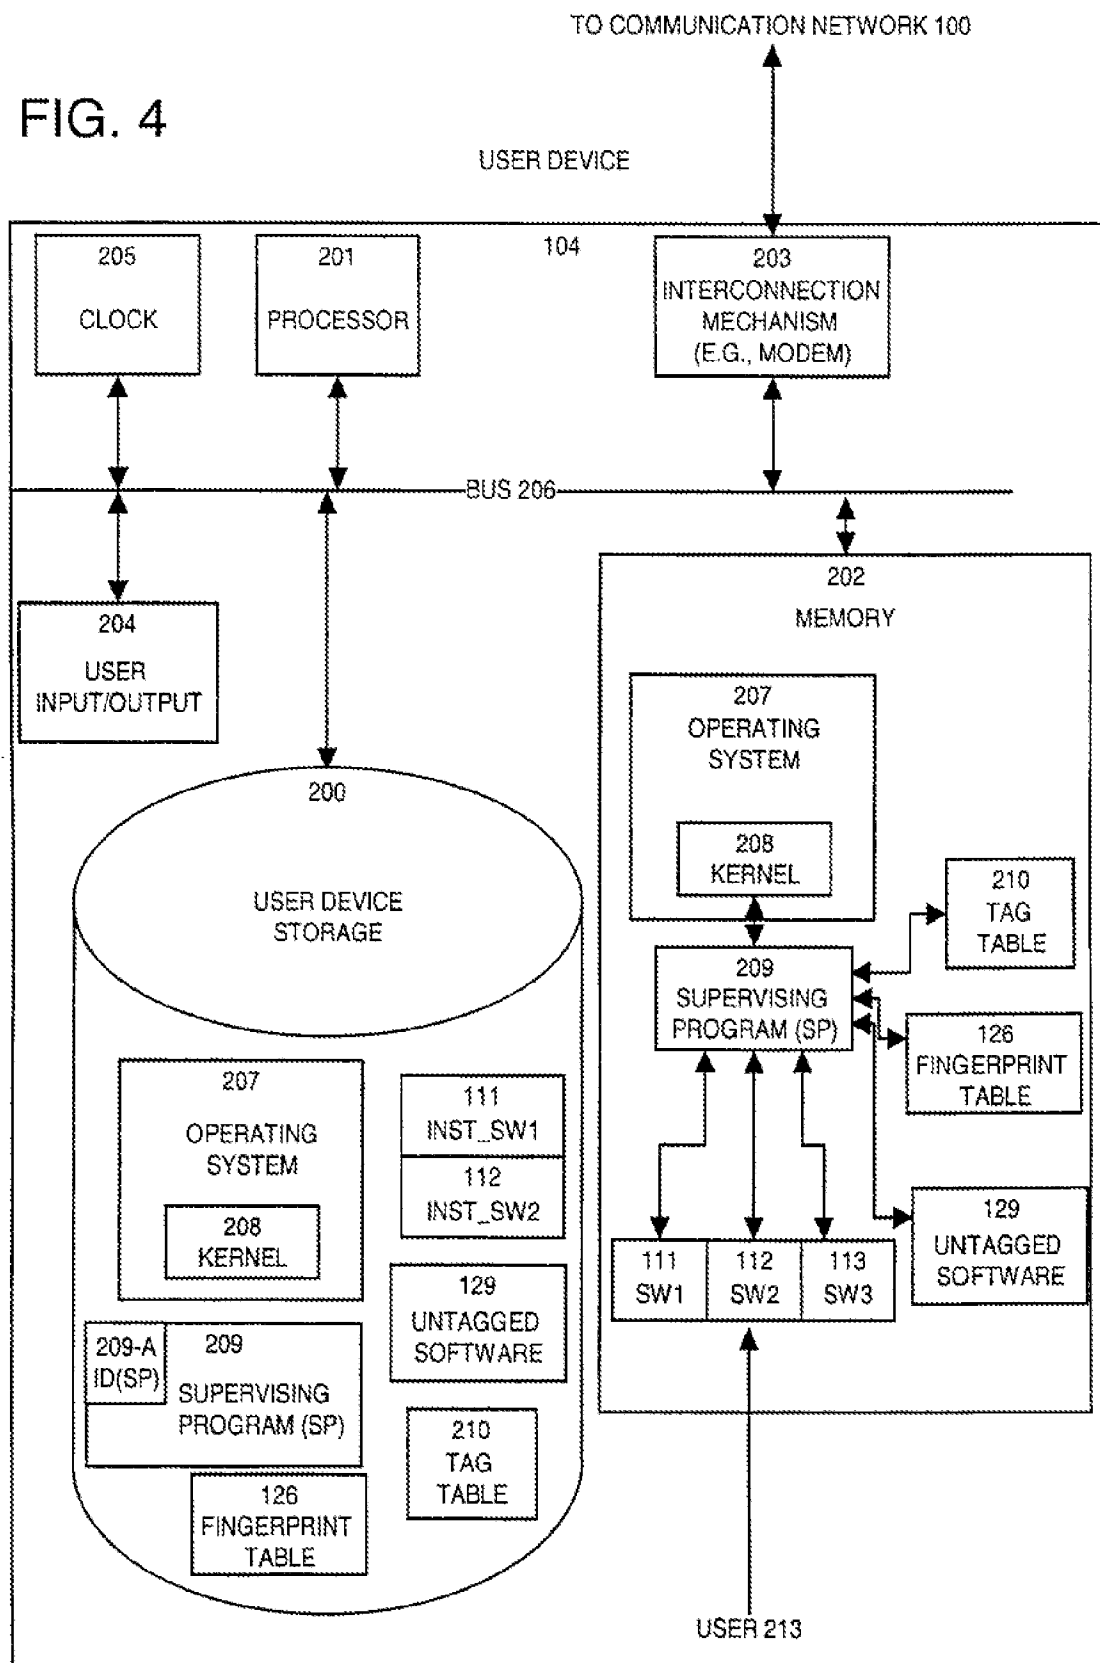 TO COMMUNICATION NETWORK 100
FIG. 4
USER DEVICE
104
205
CLOCK
201
PROCESSOR
203
INTERCONNECTION
MECHANISM
(E.G., MODEM)
BUS 206
204
USER
INPUT/OUTPUT
202
MEMORY
207
OPERATING
SYSTEM
208
KERNEL
209
SUPERVISING
PROGRAM (SP)
210
TAG
TABLE
126
FINGERPRINT
TABLE
129
UNTAGGED
SOFTWARE
111
SW1
112
SW2
113
SW3
200
USER DEVICE
STORAGE
207
OPERATING
SYSTEM
208
KERNEL
111
INST_SW1
112
INST_SW2
129
UNTAGGED
SOFTWARE
209-A
ID(SP)
209
SUPERVISING
PROGRAM (SP)
210
TAG
TABLE
126
FINGERPRINT
TABLE
USER 213